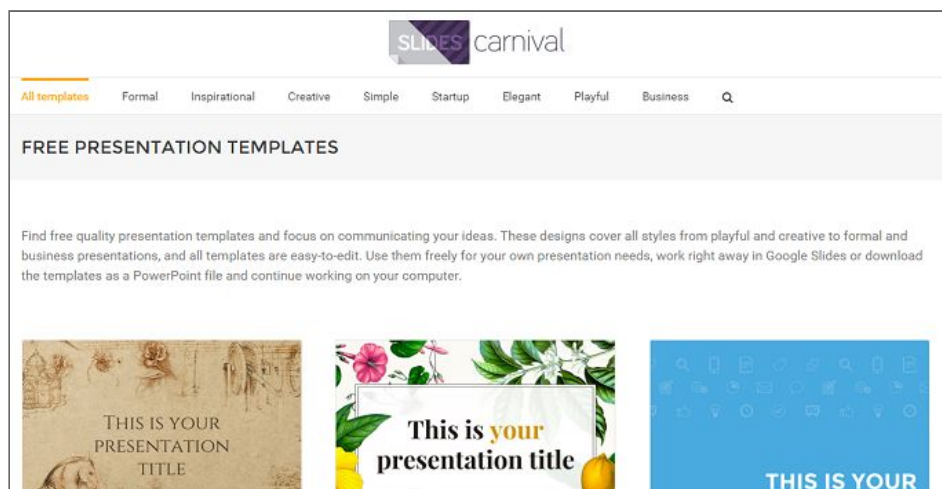 SLIDES carnival
All templates Formal Inspirational Creative Simple Startup Elegant Playful Business
FREE PRESENTATION TEMPLATES
Find free quality presentation templates and focus on communicating your ideas. These designs cover all styles from playful and creative to formal and
business presentations, and all templates are easy-to-edit. Use them freely for your own presentation needs, work right away in Google Slides or download
the templates as a PowerPoint file and continue working on your computer.
THIS IS YOUR
PRESENTATION
TITLE
This is your
presentation title
THIS IS YOUR